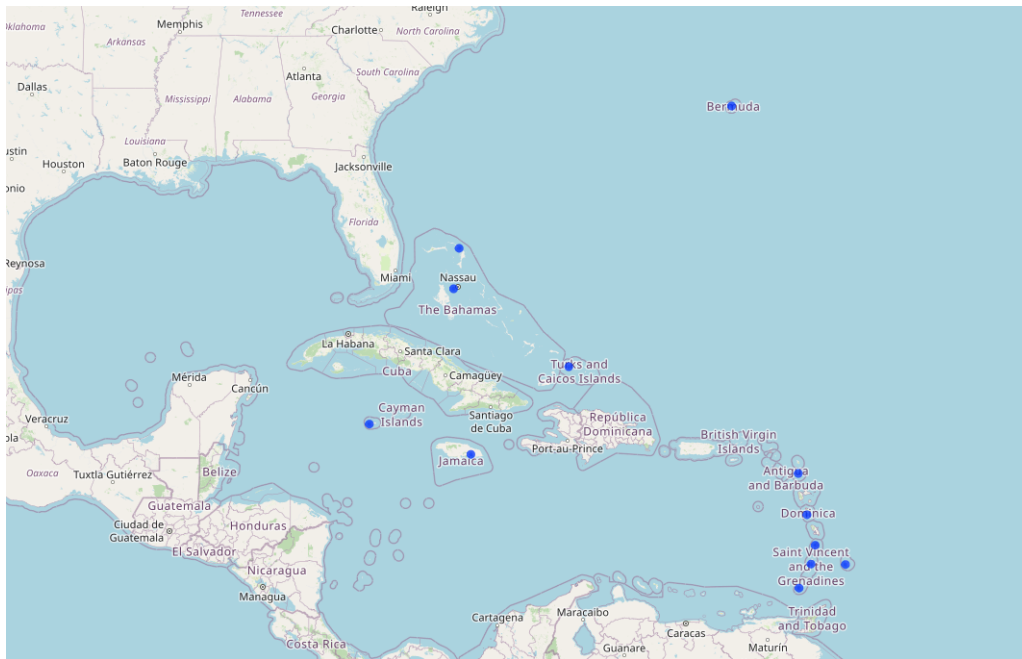 Raleigh
Tennessee
Memphis
Oklahoma
Charlotte
North Carolina
Arkansas
Atlanta
South Carolina
Dallas
Mississippi
Alabama
Georgia
Bermuda
Louisiana
ustin
Houston
Baton Rouge
Jacksonville
onio
Florida
Reynosa
Miami
Nassau
ipas
The Bahamas
La Habana
Santa Clara
Turks and
Caicos Islands
Cuba
Camagüey
Mérida
Cancún
Cayman
Islands
Santiago
de Cuba
República
Dominicana
Veracruz
ola
Port-au-Prince
British Virgin
Islands
Jamaica
Oaxaca
Tuxtla Gutiérrez
Belize
Antigua
and Barbuda
Guatemala
Dominica
Ciudad de
Guatemala
Honduras
El Salvador
Saint Vincent
and the
Grenadines
Nicaragua
Managua
Maracaibo
Cartagena
Trinidad
and Tobago
Caracas
Costa Rica
Guanare
Maturín